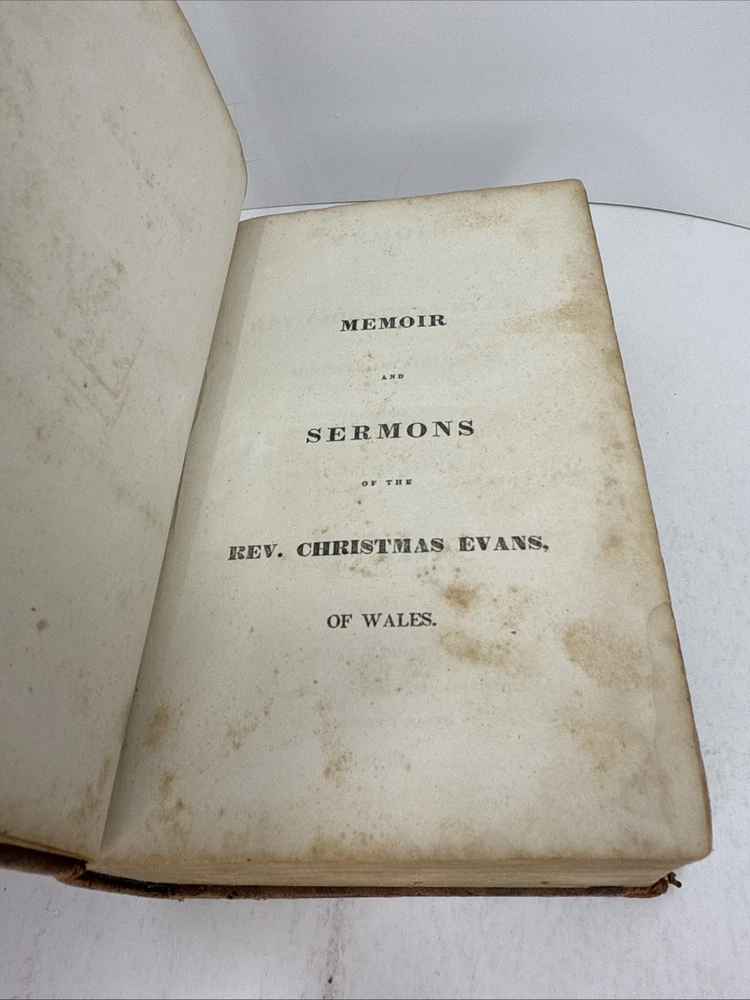 MEMOIR
AND
SERMONS
OF THE
REV. CHRISTMAS EVANS,
OF WALES.